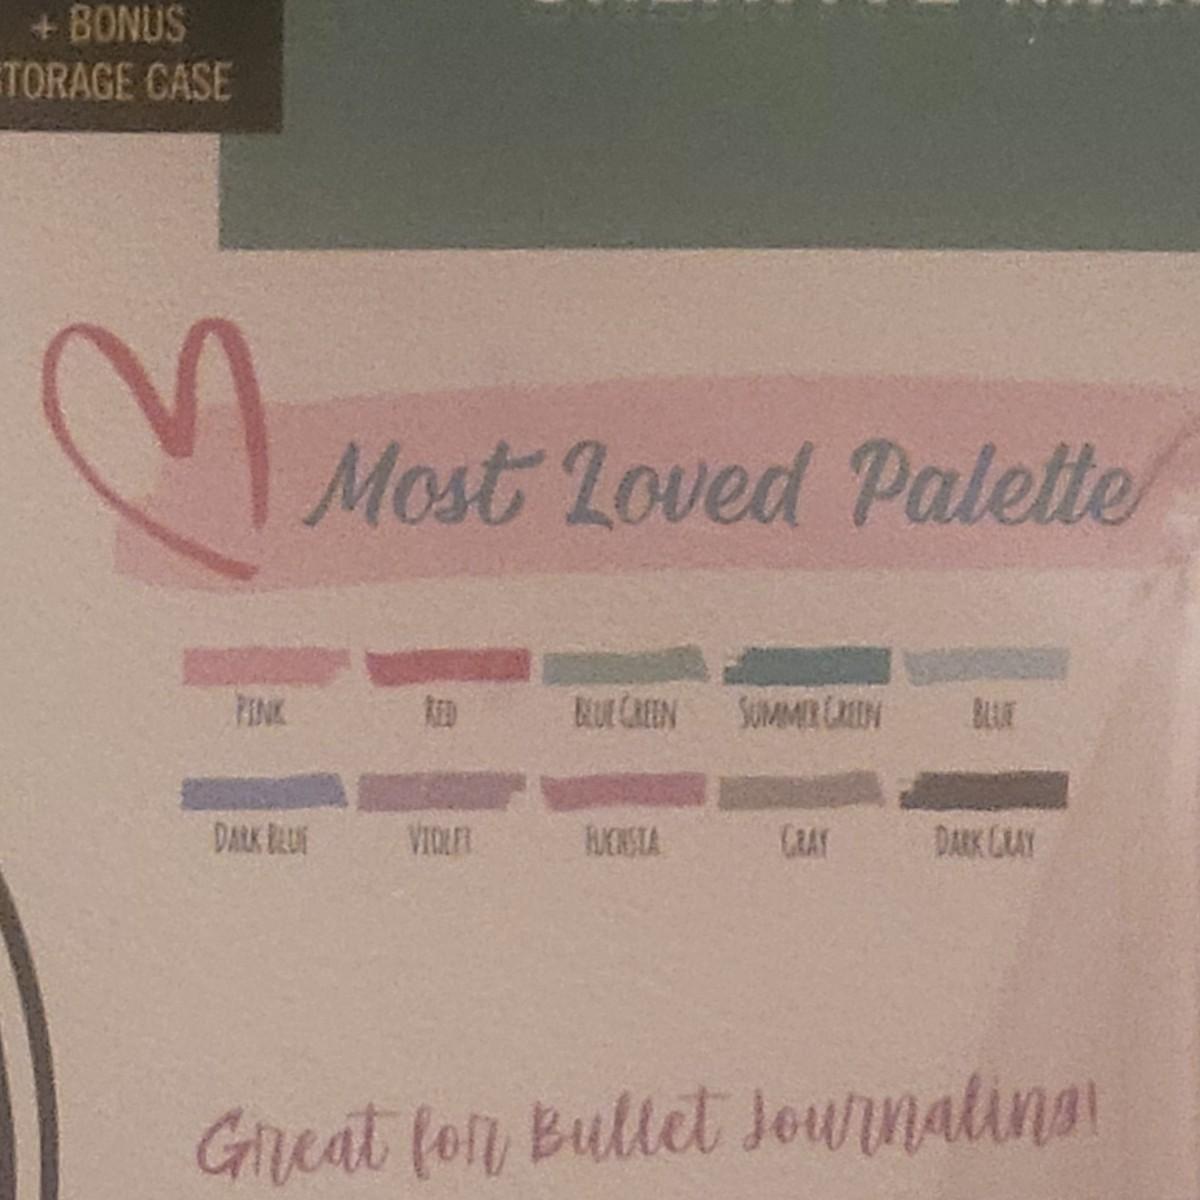 + BONUS
STORAGE CASE
Most Loved Palette
PINK RED BLUE GREEN SUMMER GREEN BLUE
DARK BLUE VIOLET FUCHSIA GRAY DARK GRAY
Great for Bullet Journaling!